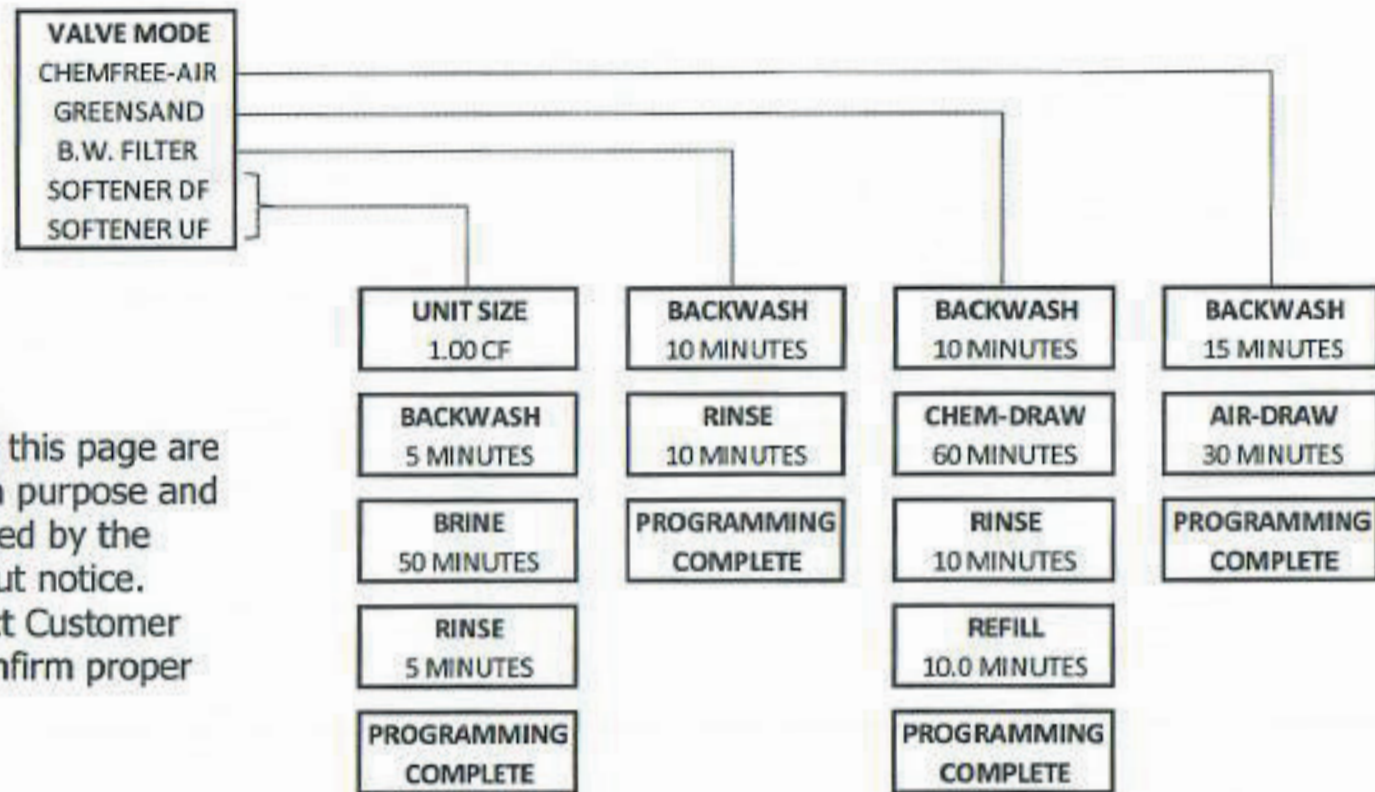 VALVE MODE
CHEMFREE-AIR
GREENSAND
B.W. FILTER
SOFTENER DF
SOFTENER UF
this page are
purpose and
ed by the
ut notice.
ct Customer
nfirm proper
UNIT SIZE
1.00 CF
BACKWASH
5 MINUTES
BRINE
50 MINUTES
RINSE
5 MINUTES
PROGRAMMING
COMPLETE
BACKWASH
10 MINUTES
RINSE
10 MINUTES
PROGRAMMING
COMPLETE
BACKWASH
10 MINUTES
CHEM-DRAW
60 MINUTES
RINSE
10 MINUTES
REFILL
10.0 MINUTES
PROGRAMMING
COMPLETE
BACKWASH
15 MINUTES
AIR-DRAW
30 MINUTES
PROGRAMMING
COMPLETE